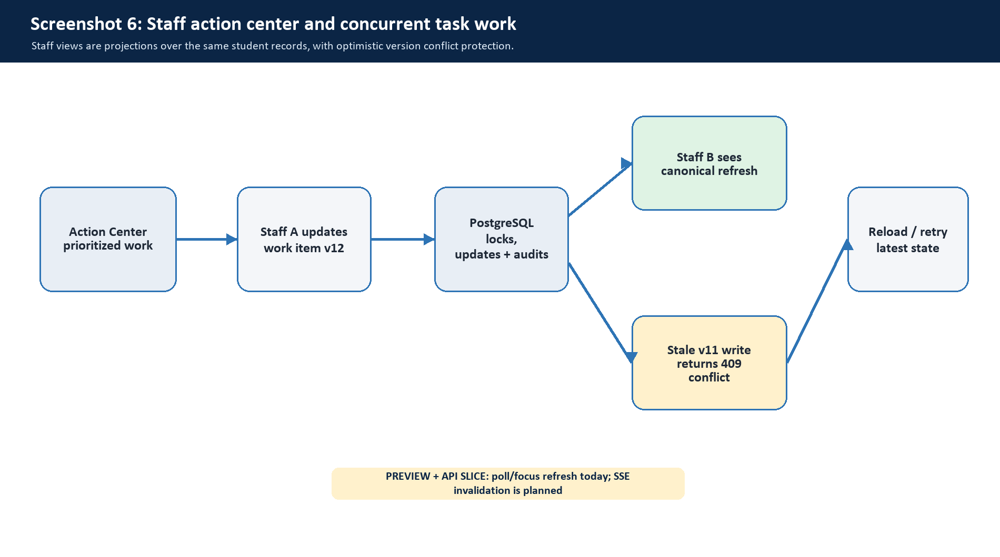 Screenshot 6: Staff action center and concurrent task work
Staff views are projections over the same student records, with optimistic version conflict protection.
Action Center
prioritized work
Staff A updates
work item v12
PostgreSQL
locks,
updates + audits
Staff B sees
canonical refresh
Stale v11 write
returns 409
conflict
Reload / retry
latest state
PREVIEW + API SLICE: poll/focus refresh today; SSE
invalidation is planned